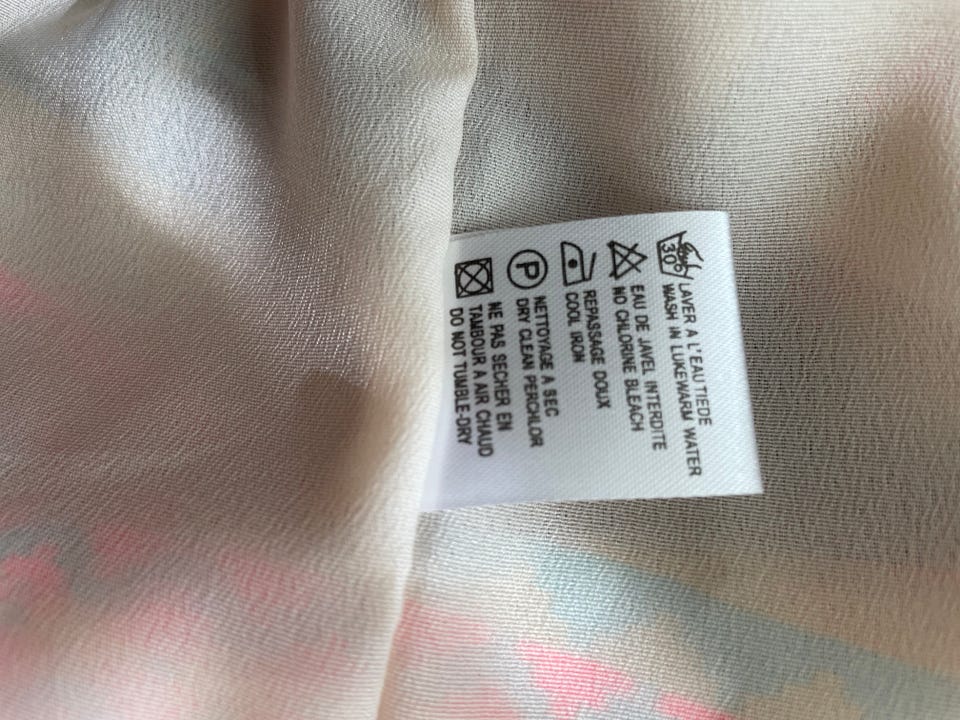 30°
LAVER A L'EAU TIEDE
WASH IN LUKEWARM WATER
EAU DE JAVEL INTERDITE
NO CHLORINE BLEACH
REPASSAGE DOUX
COOL IRON
P
NETTOYAGE A SEC
DRY CLEAN PERCHLOR
NE PAS SECHER EN
TAMBOUR A AIR CHAUD
DO NOT TUMBLE-DRY